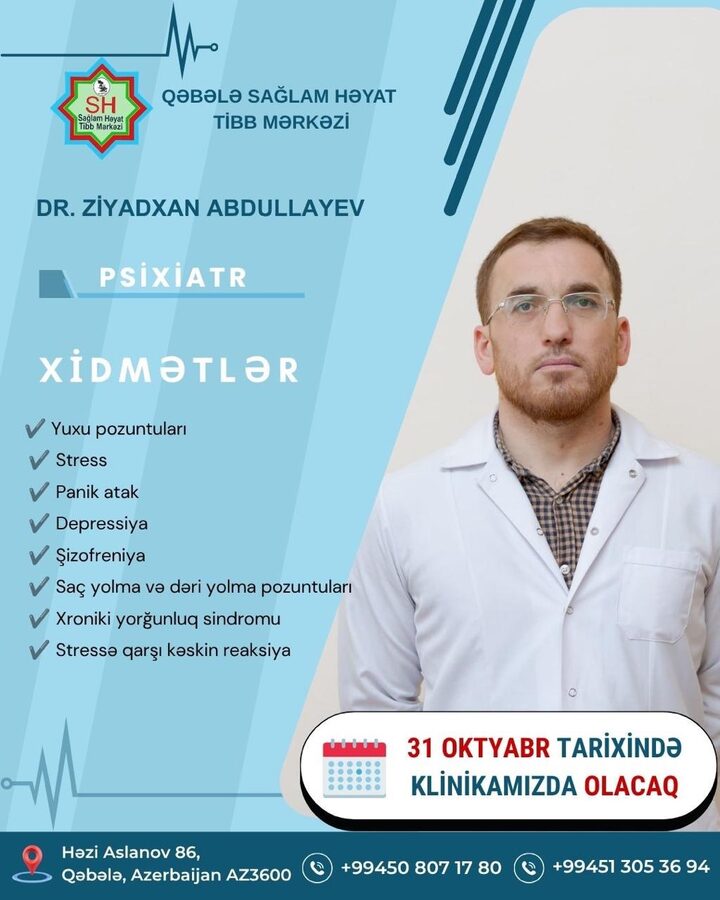 SH
Sağlam Həyat
Tibb Mərkəzi
QƏBƏLƏ SAĞLAM HƏYAT
TİBB MƏRKƏZİ
DR. ZİYADXAN ABDULLAYEV
PSİXİATR
XİDMƏTLƏR
Yuxu pozuntuları
Stress
Panik atak
Depressiya
Şizofreniya
Saç yolma və dəri yolma pozuntuları
Xroniki yorğunluq sindromu
Stressə qarşı kəskin reaksiya
31 OKTYABR TARİXİNDƏ
KLİNİKAMIZDA OLACAQ
Həzi Aslanov 86,
Qəbələ, Azerbaijan AZ3600
+99450 807 17 80
+99451 305 36 94